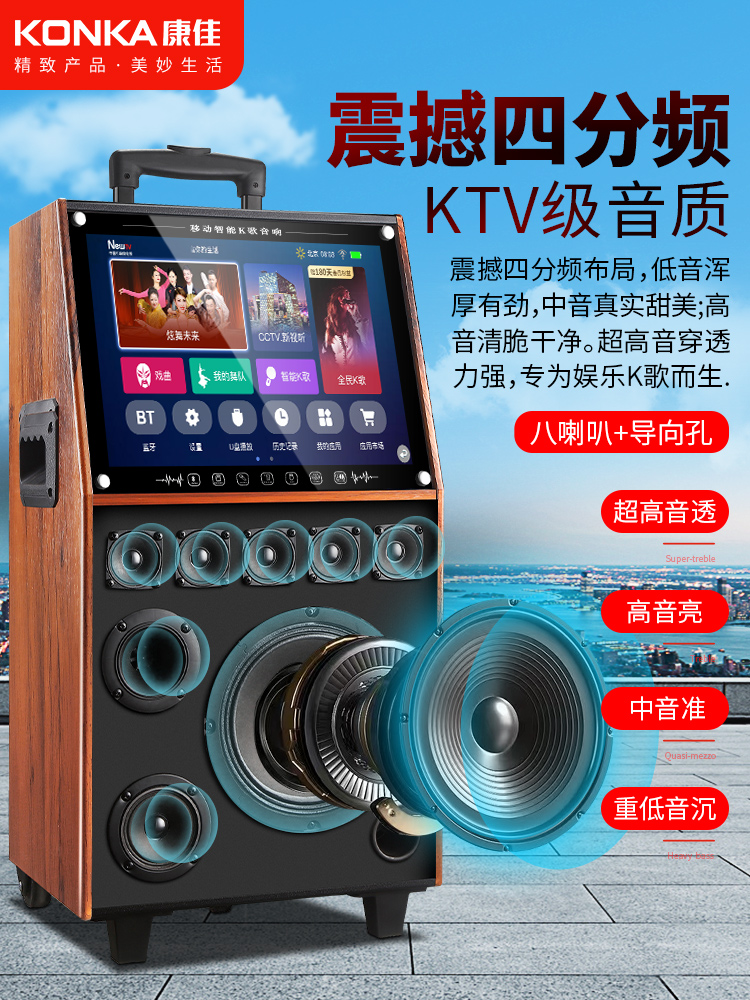 KONKA康佳
精致产品·美妙生活
震撼四分频
KTV级音质
震撼四分频布局,低音浑
厚有劲,中音真实甜美;高
音清脆干净。超高音穿透
力强,专为娱乐K歌而生.
八喇叭+导向孔
超高音透
Super-treble
高音亮
中音准
Quasi-mezzo
重低音沉
Heavy bass
移动智能K歌音响
Newtv
北京
炫舞未来
CCTV.新视听
全民K歌
戏曲
我的舞队
智能K歌
BT
蓝牙
设置
U盘播放
历史记录
我的应用
应用市场